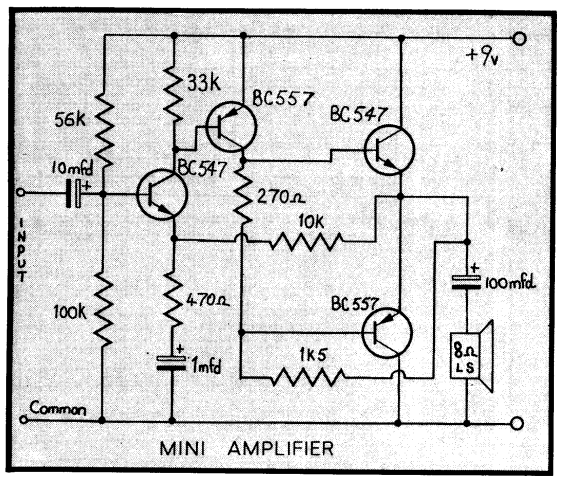 +9v
33k
BC557
BC547
56k
10mfd
+
BC547
270Ω
INPUT
10k
+
100mfd
100k
470Ω
BC557
8Ω
LS
+
1mfd
1K5
Common
MINI AMPLIFIER